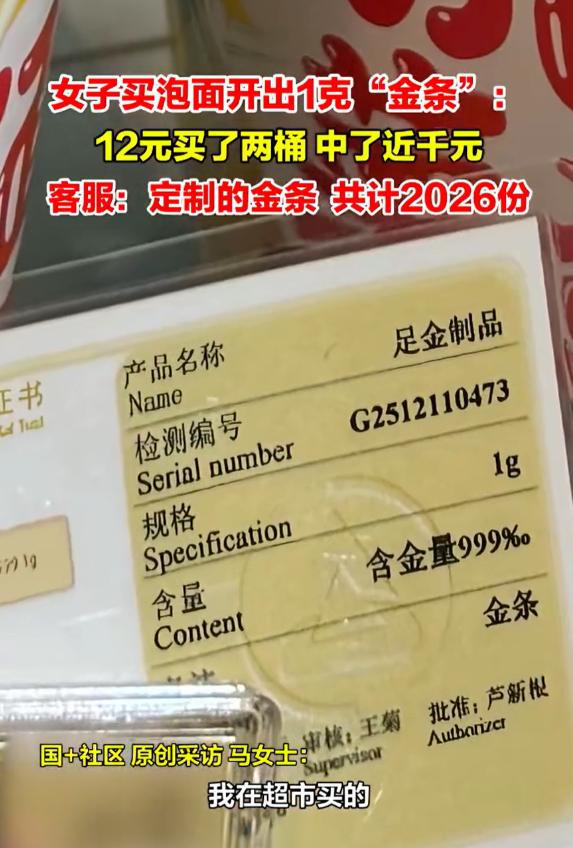 女子买泡面开出1克“金条”：
12元买了两桶 中了近千元
客服：定制的金条 共计2026份
证书
产品名称 足金制品
Name
检测编号 G2512110473
Serial number
规格 1g
Specification
含量 含金量999‰
Content
金条
1g
审核：王菊
Supervisor
批准：芦新根
Authorizer
国+社区 原创采访 马女士：
我在超市买的